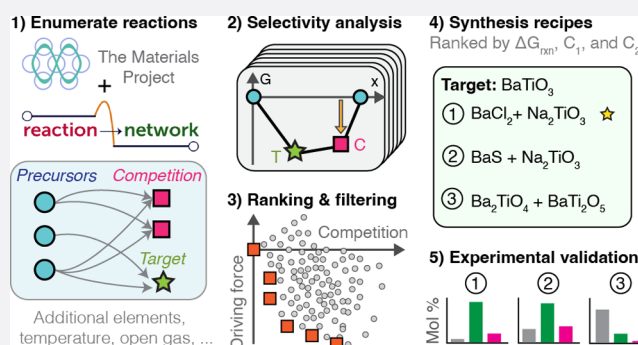 1) Enumerate reactions
The Materials
Project
+
reaction→network
Precursors Competition
Target
Additional elements,
temperature, open gas, ...
2) Selectivity analysis
G
x
T
C
3) Ranking & filtering
Competition
Driving force
4) Synthesis recipes
Ranked by ΔGrxn, C1, and C2
Target: BaTiO3
1 BaCl2+ Na2TiO3
2 BaS + Na2TiO3
3 Ba2TiO4 + BaTi2O5
5) Experimental validation
1 2 3
Mol %